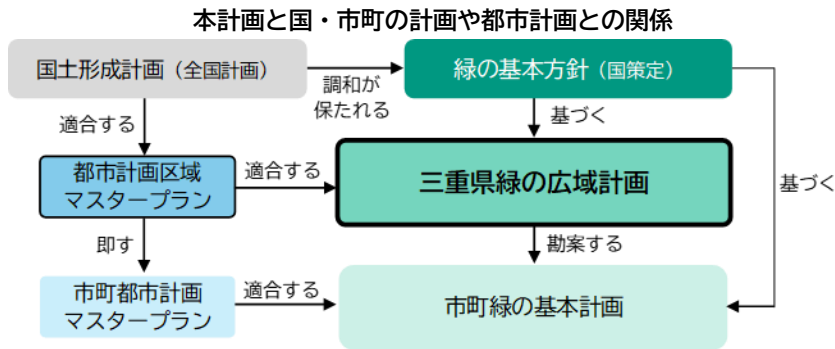 本計画と国・市町の計画や都市計画との関係
国土形成計画（全国計画）
調和が
保たれる
緑の基本方針（国策定）
適合する
基づく
都市計画区域
マスタープラン
適合する
三重県緑の広域計画
基づく
即す
勘案する
市町都市計画
マスタープラン
適合する
市町緑の基本計画